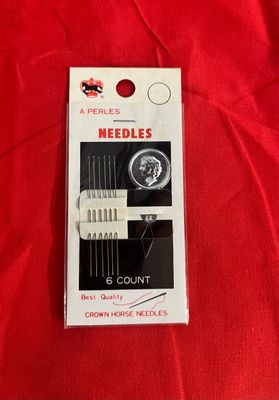 A PERLES
NEEDLES
6 COUNT
Best Quality
CROWN HORSE NEEDLES